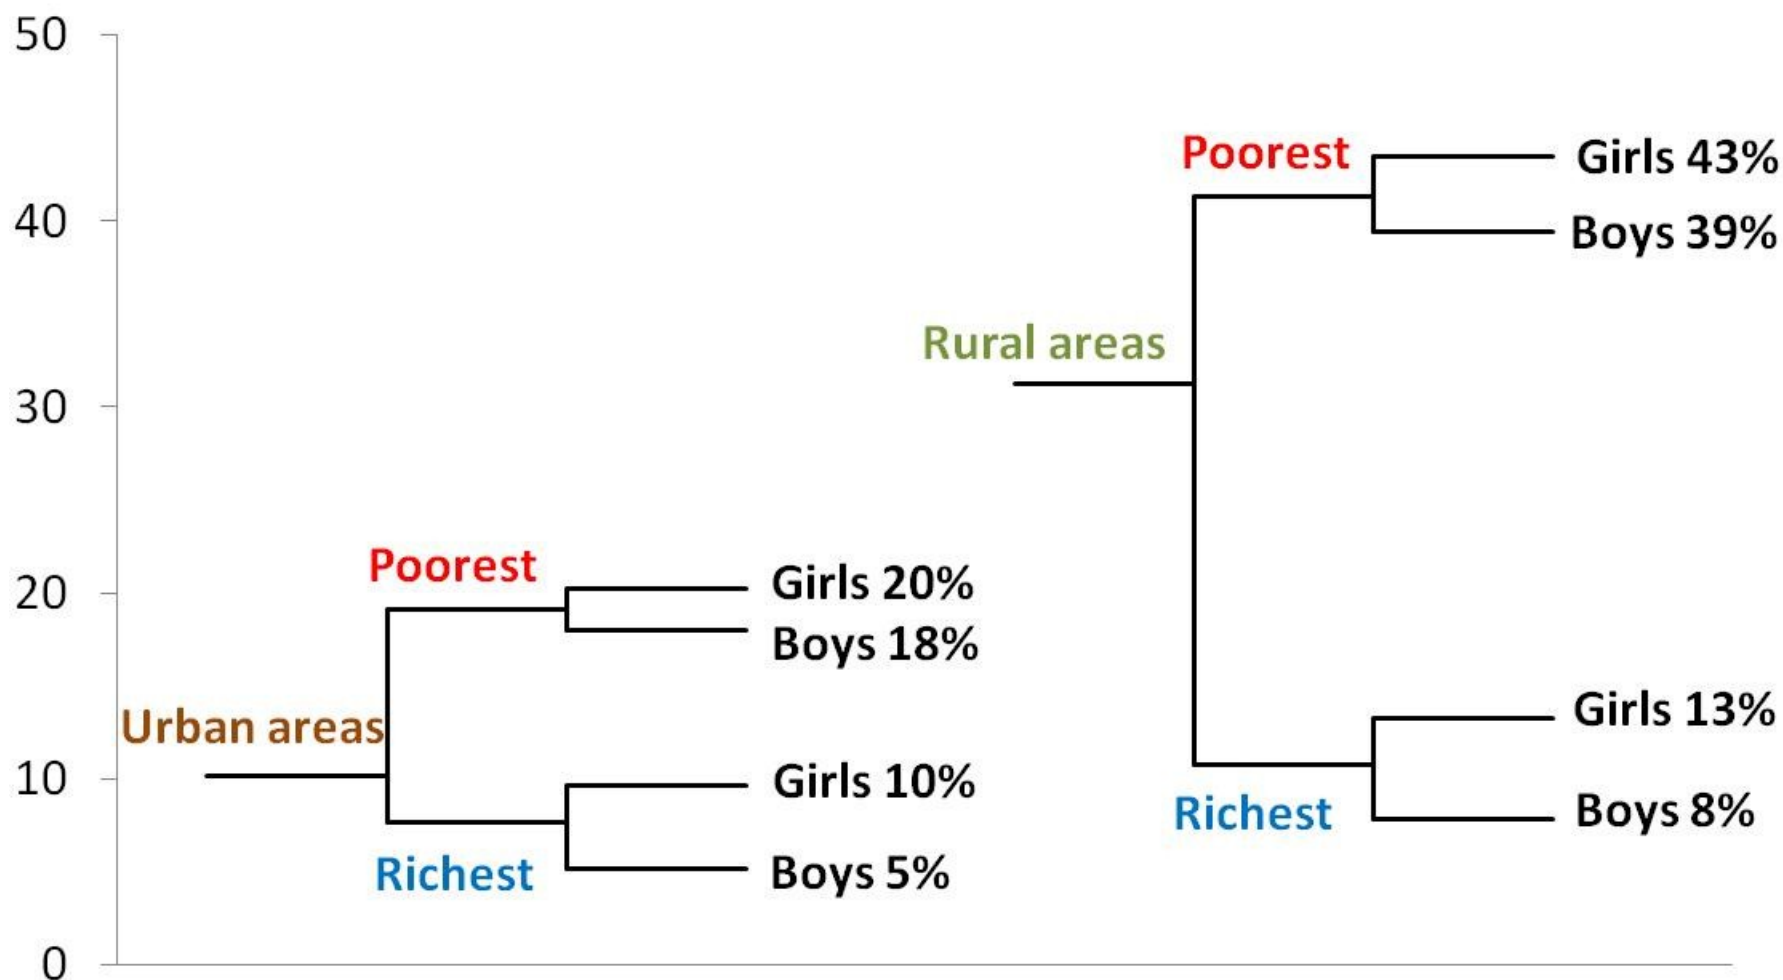 50
40
30
20
10
0
Urban areas
Poorest
Girls 20%
Boys 18%
Richest
Girls 10%
Boys 5%
Rural areas
Poorest
Girls 43%
Boys 39%
Richest
Girls 13%
Boys 8%